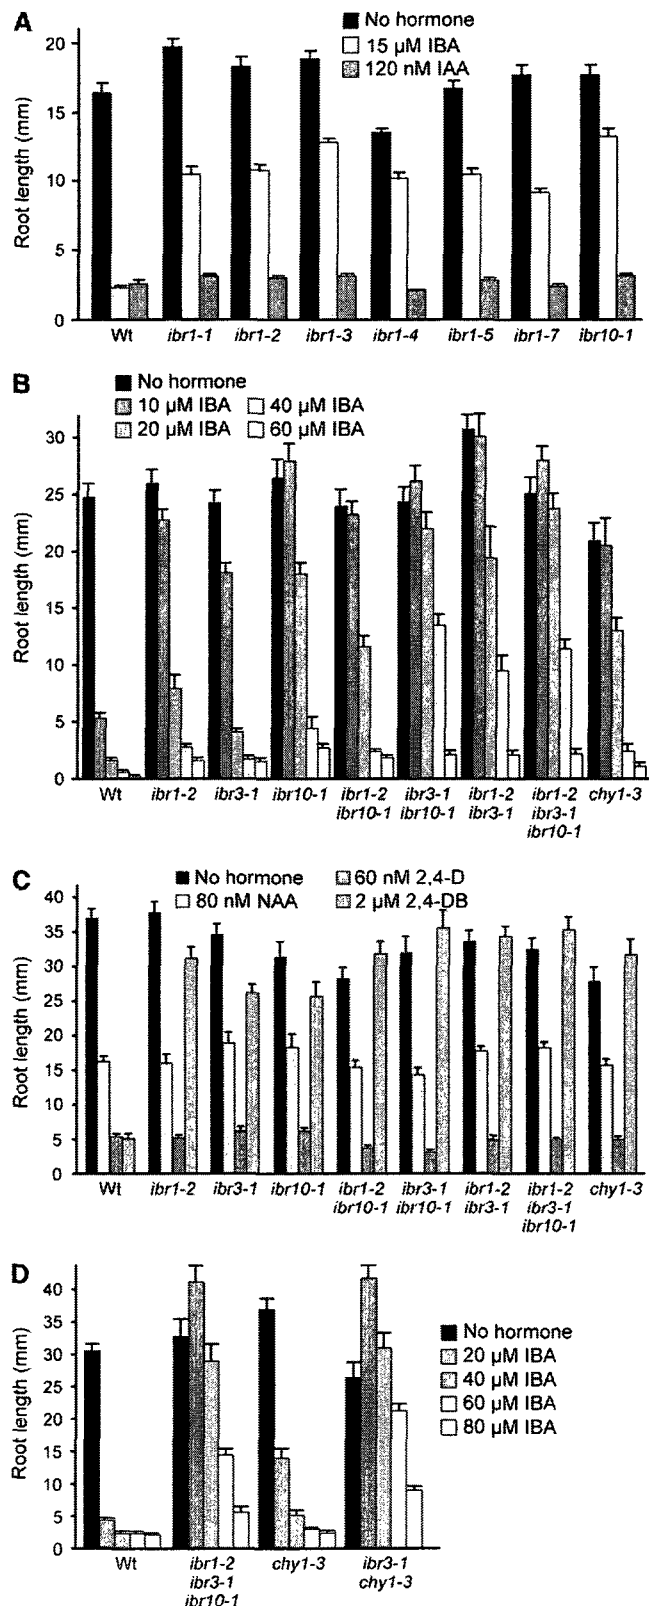 A
No hormone
15 µM IBA
120 nM IAA
Root length (mm)
20
15
10
5
0
Wt ibr1-1 ibr1-2 ibr1-3 ibr1-4 ibr1-5 ibr1-7 ibr10-1
B
No hormone
10 µM IBA 40 µM IBA
20 µM IBA 60 µM IBA
Root length (mm)
30
25
20
15
10
5
0
Wt ibr1-2 ibr3-1 ibr10-1 ibr1-2 ibr3-1 ibr1-2 ibr1-2 chy1-3
ibr10-1 ibr10-1 ibr3-1 ibr3-1
ibr10-1
C
No hormone 60 nM 2,4-D
80 nM NAA 2 µM 2,4-DB
Root length (mm)
40
35
30
25
20
15
10
5
0
Wt ibr1-2 ibr3-1 ibr10-1 ibr1-2 ibr3-1 ibr1-2 ibr1-2 chy1-3
ibr10-1 ibr10-1 ibr3-1 ibr3-1
ibr10-1
D
Root length (mm)
40
35
30
25
20
15
10
5
0
No hormone
20 µM IBA
40 µM IBA
60 µM IBA
80 µM IBA
Wt ibr1-2 chy1-3 ibr3-1
ibr3-1 chy1-3
ibr10-1